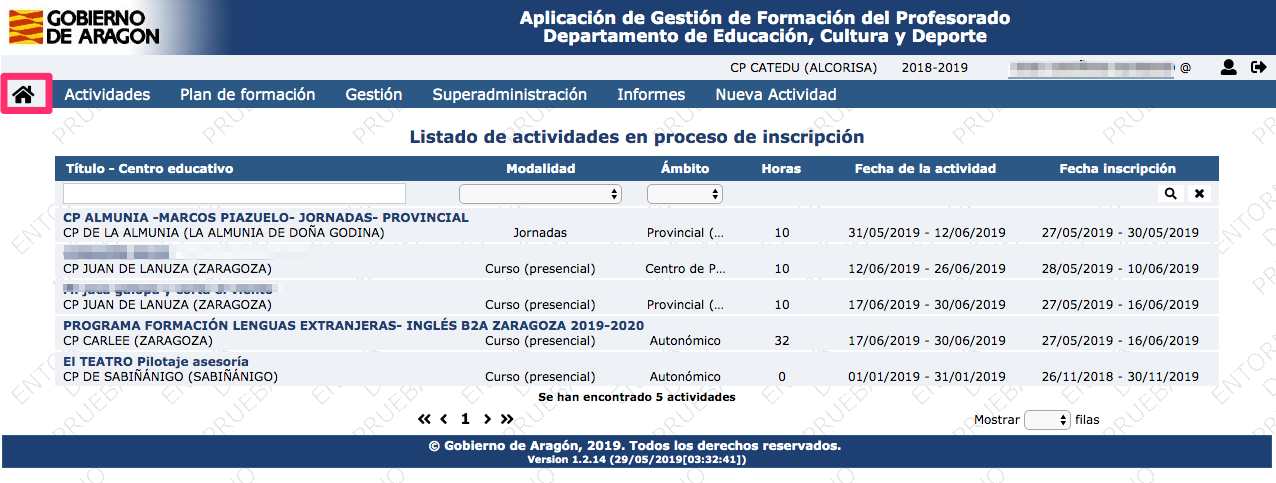 GOBIERNO
DE ARAGON
Aplicación de Gestión de Formación del Profesorado
Departamento de Educación, Cultura y Deporte
CP CATEDU (ALCORISA) 2018-2019 @
Actividades Plan de formación Gestión Superadministración Informes Nueva Actividad
Listado de actividades en proceso de inscripción
Título - Centro educativo Modalidad Ámbito Horas Fecha de la actividad Fecha inscripción
CP ALMUNIA -MARCOS PIAZUELO- JORNADAS- PROVINCIAL
CP DE LA ALMUNIA (LA ALMUNIA DE DOÑA GODINA) Jornadas Provincial (... 10 31/05/2019 - 12/06/2019 27/05/2019 - 30/05/2019
CP JUAN DE LANUZA (ZARAGOZA) Curso (presencial) Centro de P... 10 12/06/2019 - 26/06/2019 28/05/2019 - 10/06/2019
CP JUAN DE LANUZA (ZARAGOZA) Curso (presencial) Provincial (... 10 17/06/2019 - 30/06/2019 27/05/2019 - 16/06/2019
PROGRAMA FORMACIÓN LENGUAS EXTRANJERAS- INGLÉS B2A ZARAGOZA 2019-2020
CP CARLEE (ZARAGOZA) Curso (presencial) Autonómico 32 17/06/2019 - 30/06/2019 27/05/2019 - 16/06/2019
El TEATRO Pilotaje asesoría
CP DE SABIÑÁNIGO (SABIÑÁNIGO) Curso (presencial) Autonómico 0 01/01/2019 - 31/01/2019 26/11/2018 - 30/11/2019
Se han encontrado 5 actividades
1
Mostrar filas
© Gobierno de Aragón, 2019. Todos los derechos reservados.
Version 1.2.14 (29/05/2019[03:32:41])